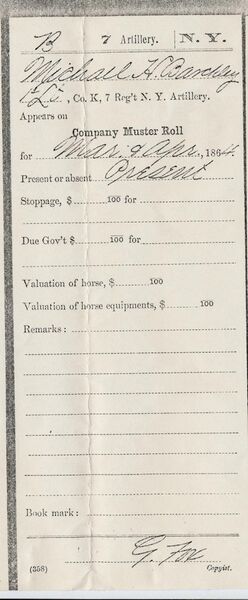 B 7 Artillery. N. Y.
Michael H. Barckley
1 Lt., Co. K, 7 Reg't N. Y. Artillery.
Appears on
Company Muster Roll
for Mar. & Apr., 1864.
Present or absent Present
Stoppage, $ 100 for
Due Gov't $ 100 for
Valuation of horse, $ 100
Valuation of horse equipments, $ 100
Remarks:
Book mark:
G. Fox
(358) Copyist.